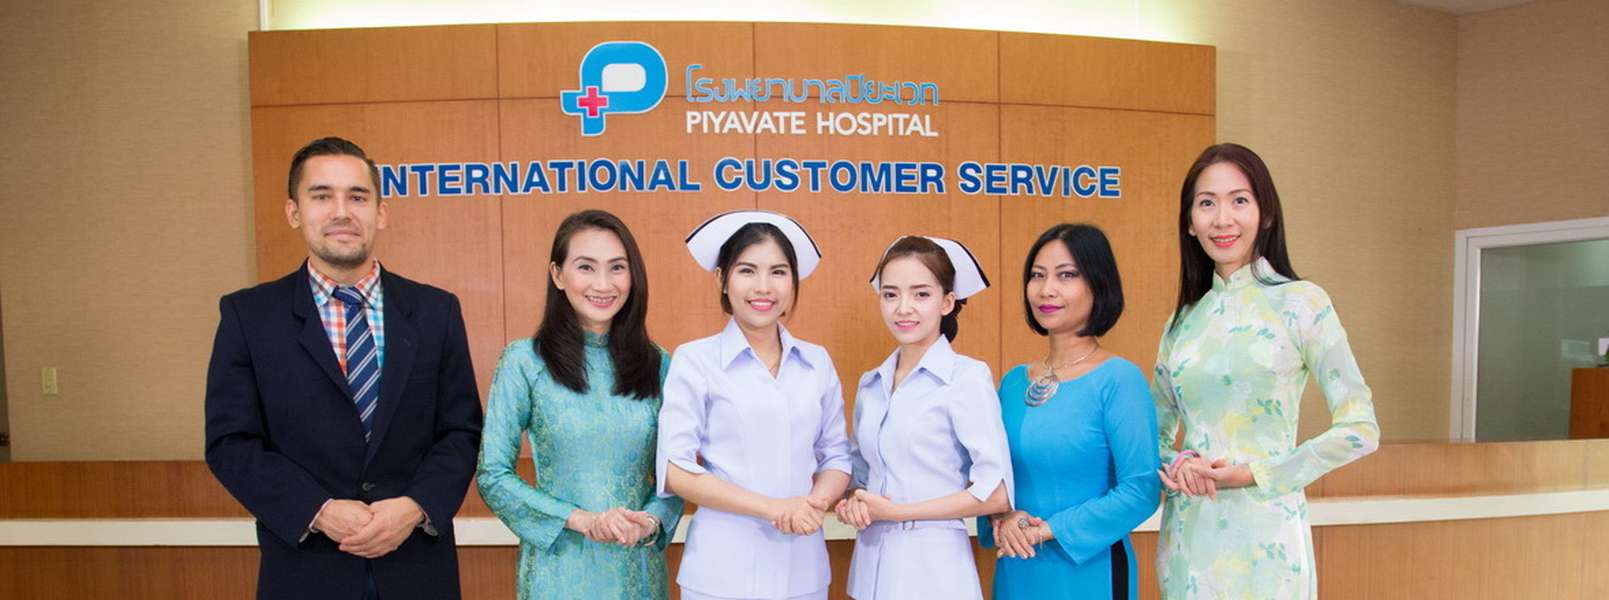 โรงพยาบาลปิยะเวท
PIYAVATE HOSPITAL
INTERNATIONAL CUSTOMER SERVICE